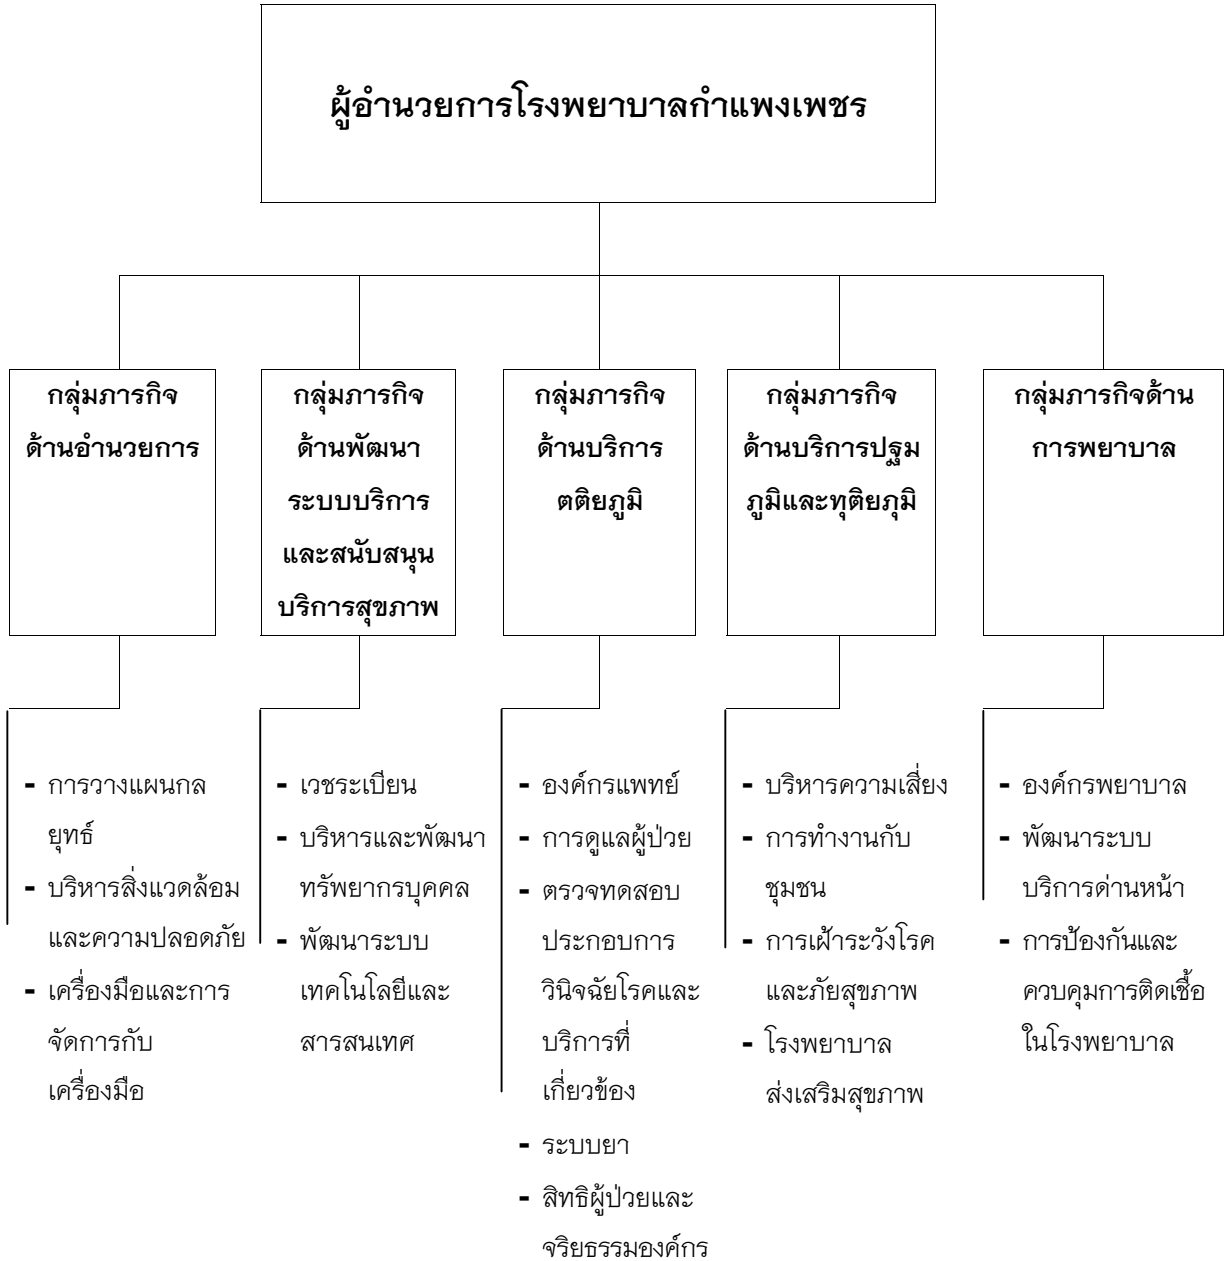 ผู้อำนวยการโรงพยาบาลกำแพงเพชร
กลุ่มภารกิจ
ด้านอำนวยการ
กลุ่มภารกิจ
ด้านพัฒนา
ระบบบริการ
และสนับสนุน
บริการสุขภาพ
กลุ่มภารกิจ
ด้านบริการ
ตติยภูมิ
กลุ่มภารกิจ
ด้านบริการปฐม
ภูมิและทุติยภุมิ
กลุ่มภารกิจด้าน
การพยาบาล
- การวางแผนกล
ยุทธ์
- บริหารสิ่งแวดล้อม
และความปลอดภัย
- เครื่องมือและการ
จัดการกับ
เครื่องมือ
- เวชระเบียน
- บริหารและพัฒนา
ทรัพยากรบุคคล
- พัฒนาระบบ
เทคโนโลยีและ
สารสนเทศ
- องค์กรแพทย์
- การดูแลผู้ป่วย
- ตรวจทดสอบ
ประกอบการ
วินิจฉัยโรคและ
บริการที่
เกี่ยวข้อง
- ระบบยา
- สิทธิผู้ป่วยและ
จริยธรรมองค์กร
- บริหารความเสี่ยง
- การทำงานกับ
ชุมชน
- การเฝ้าระวังโรค
และภัยสุขภาพ
- โรงพยาบาล
ส่งเสริมสุขภาพ
- องค์กรพยาบาล
- พัฒนาระบบ
บริการด่านหน้า
- การป้องกันและ
ควบคุมการติดเชื้อ
ในโรงพยาบาล